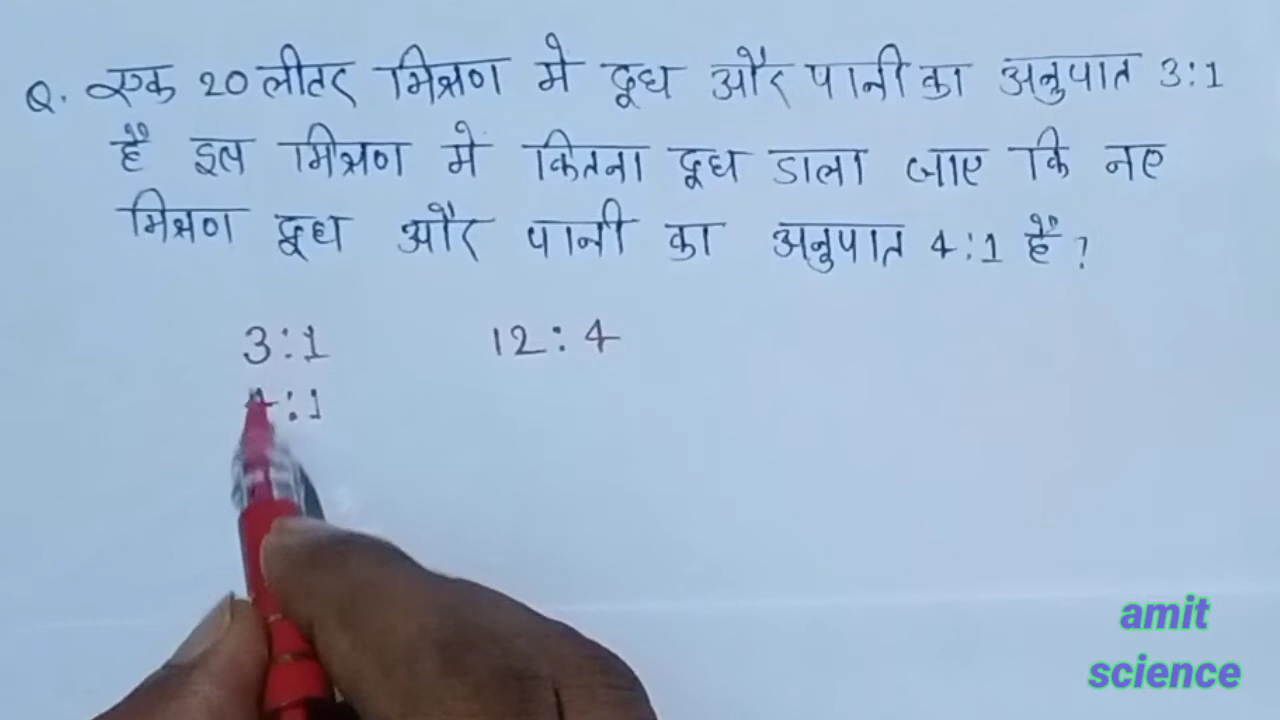 Q. एक 20 लीटर मिश्रण मे दूध और पानी का अनुपात 3:1
है इस मिश्रण मे कितना दूध डाला जाए कि नए
मिश्रण दूध और पानी का अनुपात 4:1 है ?
3:1 12:4
4:1
amit
science